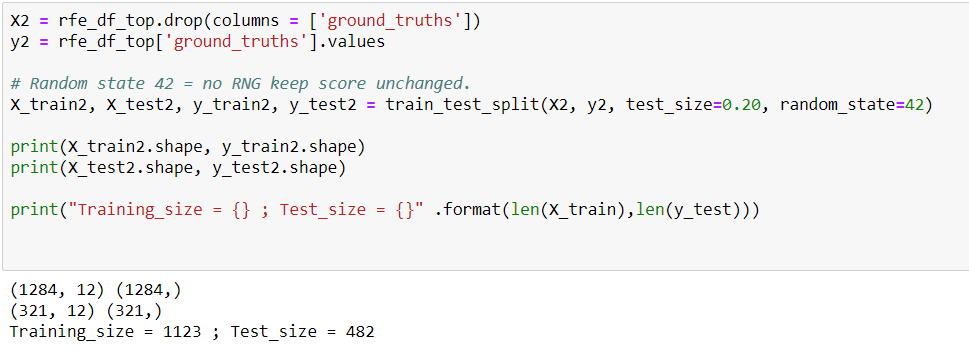 X2 = rfe_df_top.drop(columns = ['ground_truths'])
y2 = rfe_df_top['ground_truths'].values
# Random state 42 = no RNG keep score unchanged.
X_train2, X_test2, y_train2, y_test2 = train_test_split(X2, y2, test_size=0.20, random_state=42)
print(X_train2.shape, y_train2.shape)
print(X_test2.shape, y_test2.shape)
print("Training_size = {} ; Test_size = {}" .format(len(X_train),len(y_test)))
(1284, 12) (1284,)
(321, 12) (321,)
Training_size = 1123 ; Test_size = 482